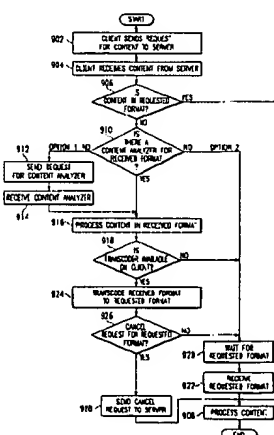 START
902
CLIENT SENDS REQUEST
FOR CONTENT TO SERVER
904
CLIENT RECEIVES CONTENT FROM SERVER
906
IS
CONTENT IN REQUESTED
FORMAT?
YES
NO
910
IS
THERE A
CONTENT ANALYZER FOR
RECEIVED FORMAT
?
OPTION 1 NO
NO OPTION 2
YES
912
SEND REQUEST
FOR CONTENT ANALYZER
RECEIVE CONTENT ANALYZER
914
916
PROCESS CONTENT IN RECEIVED FORMAT
918
IS
TRANSCODER AVAILABLE
ON CLIENT?
NO
YES
924
TRANSCODE RECEIVED FORMAT
TO REQUESTED FORMAT
926
CANCEL
REQUEST FOR REQUESTED
FORMAT?
NO
YES
WAIT FOR
REQUESTED FORMAT
RECEIVE
REQUESTED FORMAT
SEND CANCEL
REQUEST TO SERVER
908
PROCESS CONTENT
END